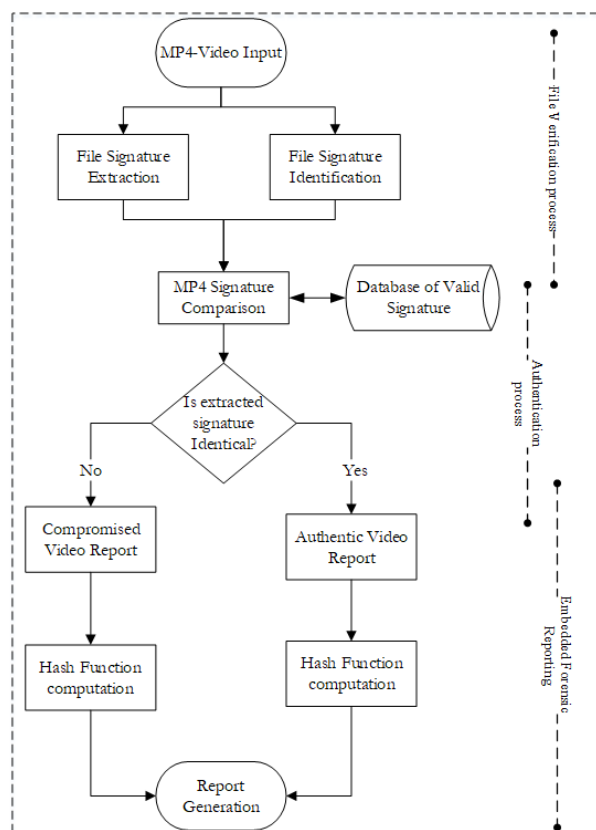 MP4-Video Input
File Signature
Extraction
File Signature
Identification
MP4 Signature
Comparison
Database of Valid
Signature
Is extracted
signature
Identical?
No
Yes
Compromised
Video Report
Authentic Video
Report
Hash Function
computation
Hash Function
computation
Report
Generation
File Verification process
Authentication
process
Embedded Forensic
Reporting